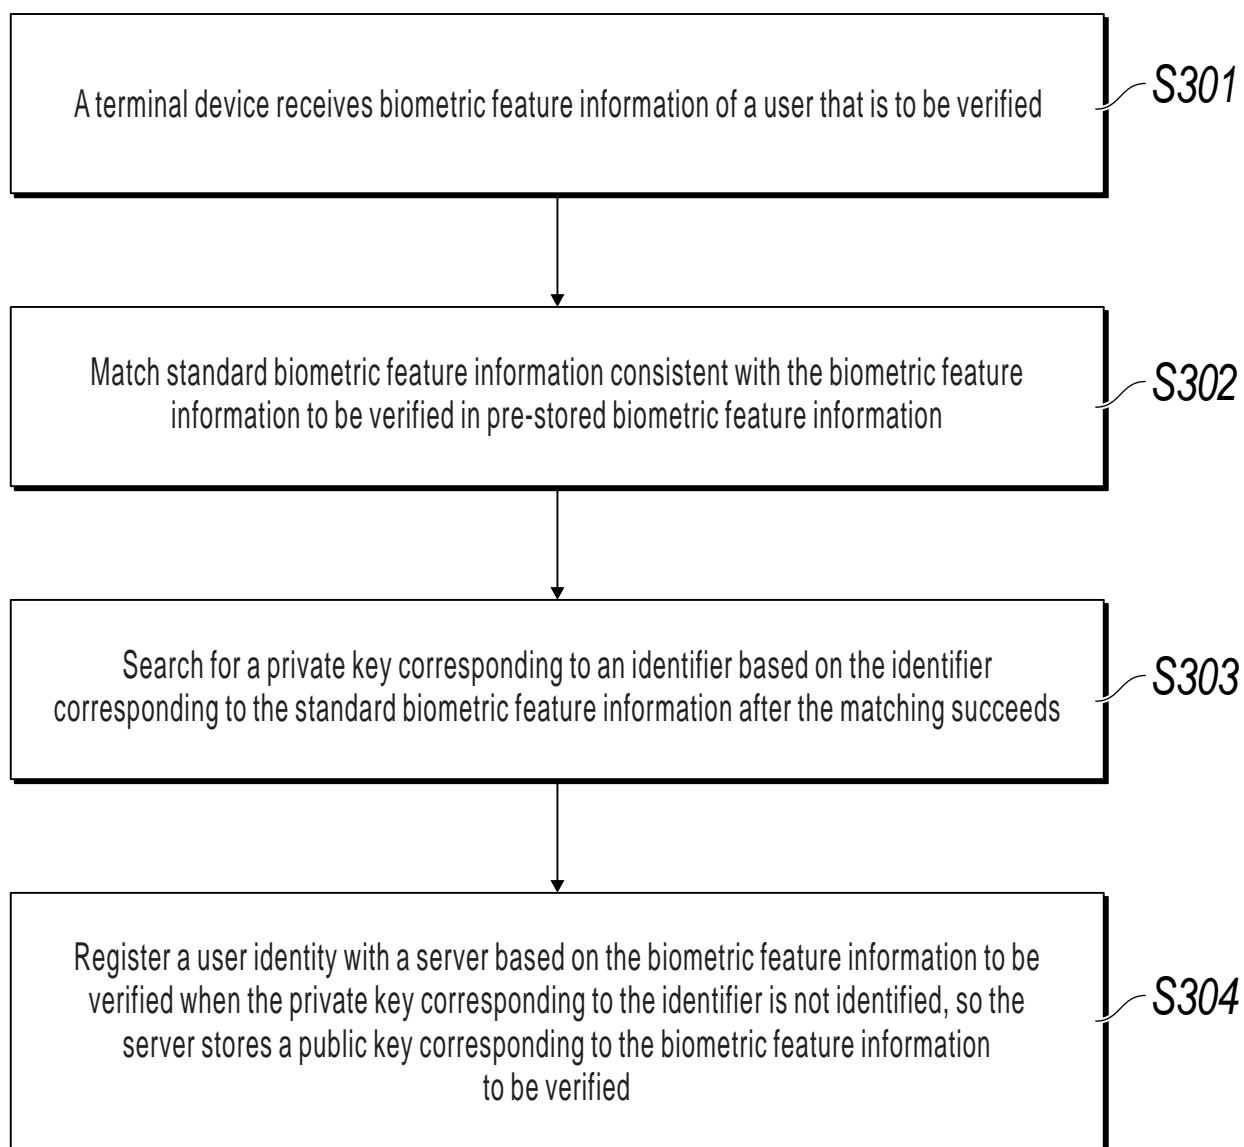 A terminal device receives biometric feature information of a user that is to be verified
S301
Match standard biometric feature information consistent with the biometric feature
information to be verified in pre-stored biometric feature information
S302
Search for a private key corresponding to an identifier based on the identifier
corresponding to the standard biometric feature information after the matching succeeds
S303
Register a user identity with a server based on the biometric feature information to be
verified when the private key corresponding to the identifier is not identified, so the
server stores a public key corresponding to the biometric feature information
to be verified
S304